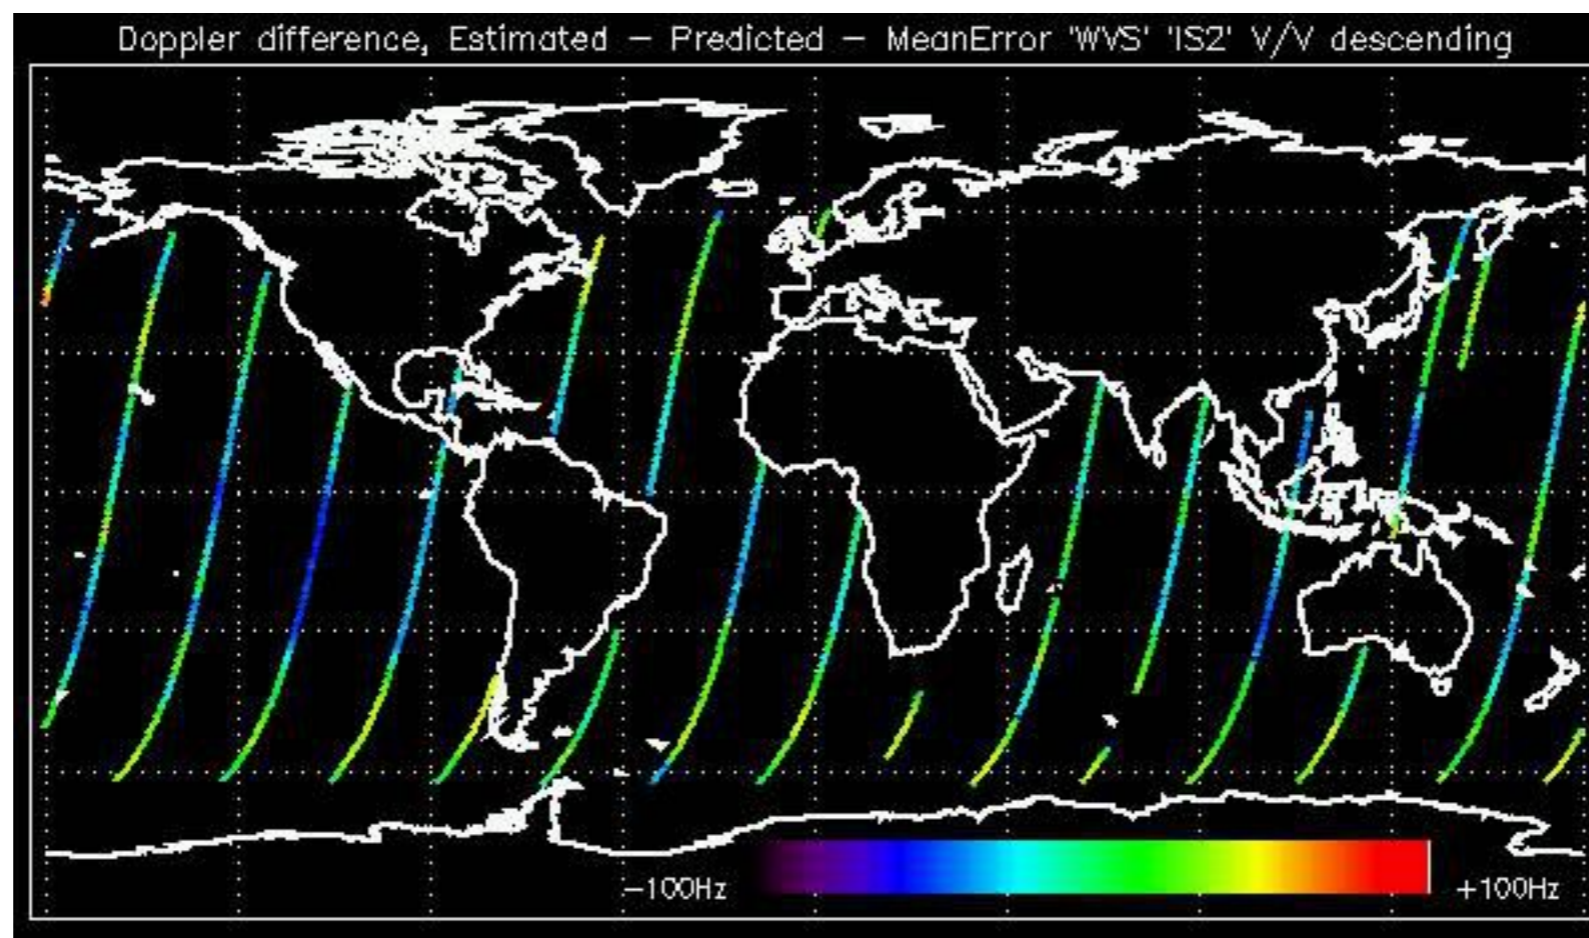 Doppler difference, Estimated - Predicted - MeanError 'WVS' 'IS2' V/V descending
-100Hz
+100Hz